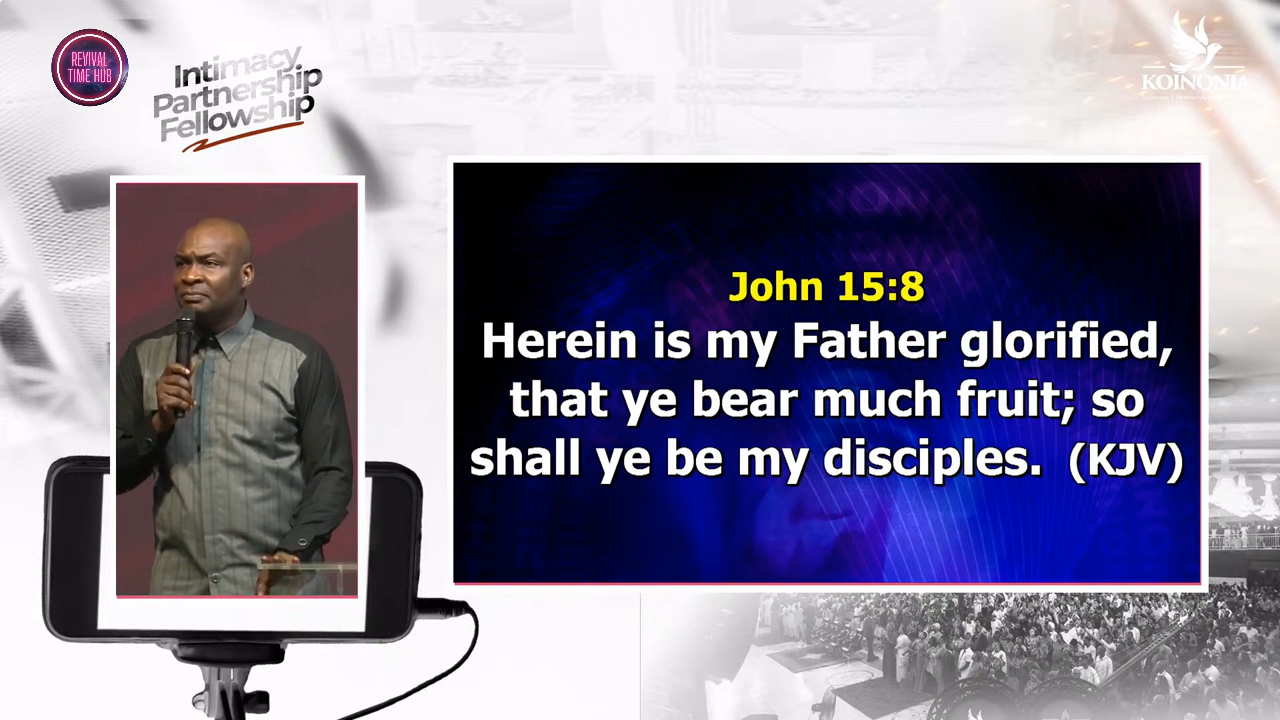 REVIVAL
TIME HUB
Intimacy
Partnership
Fellowship
KOINONIA
John 15:8
Herein is my Father glorified,
that ye bear much fruit; so
shall ye be my disciples. (KJV)